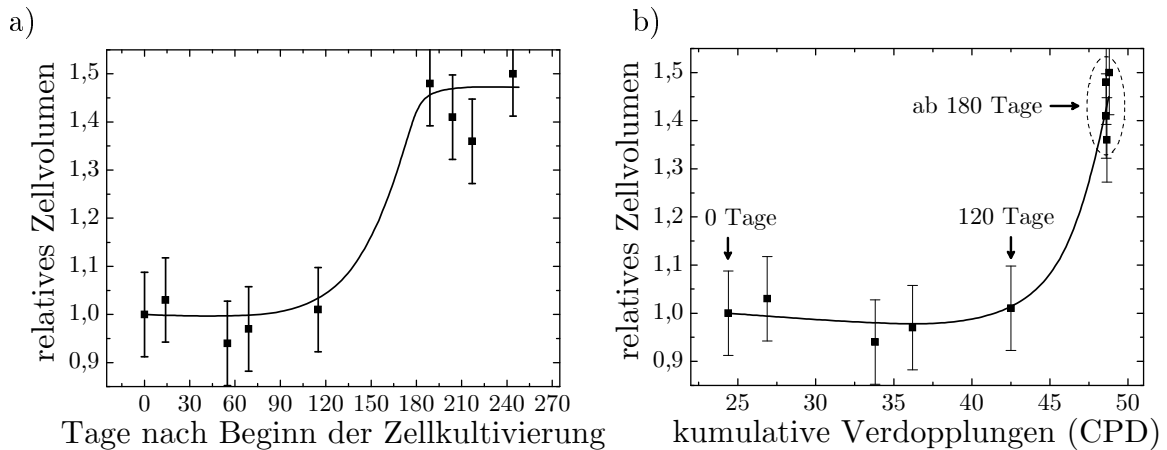 a)
relatives Zellvolumen
1,5
1,4
1,3
1,2
1,1
1,0
0,9
0 30 60 90 120 150 180 210 240 270
Tage nach Beginn der Zellkultivierung
b)
relatives Zellvolumen
1,5
1,4
1,3
1,2
1,1
1,0
0,9
ab 180 Tage
0 Tage
120 Tage
25 30 35 40 45 50
kumulative Verdopplungen (CPD)